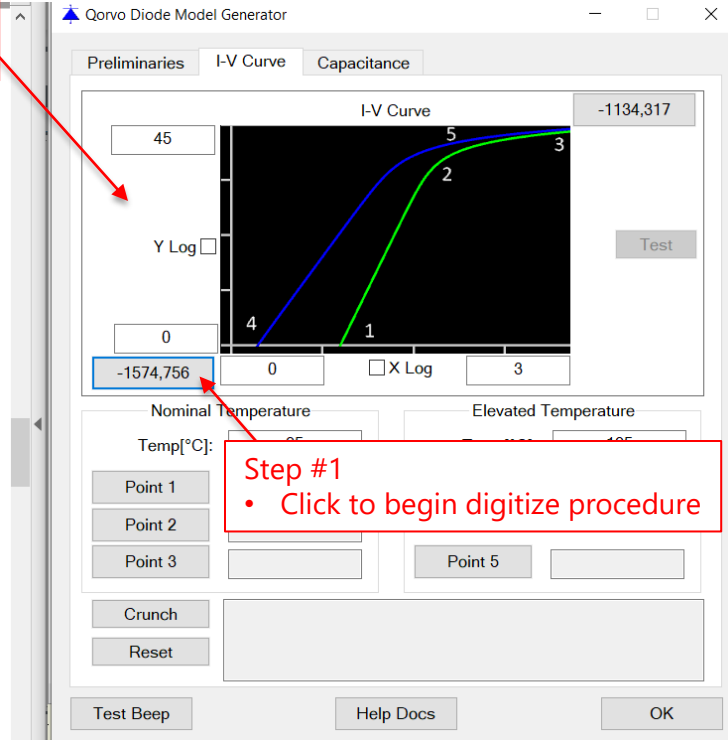 Qorvo Diode Model Generator
Preliminaries I-V Curve Capacitance
I-V Curve -1134,317
45
5
3
2
Y Log Test
4
1
0
-1574,756 0 X Log 3
Nominal Temperature Elevated Temperature
Temp[°C]:
Step #1
• Click to begin digitize procedure
Point 1
Point 2
Point 3 Point 5
Crunch
Reset
Test Beep Help Docs OK